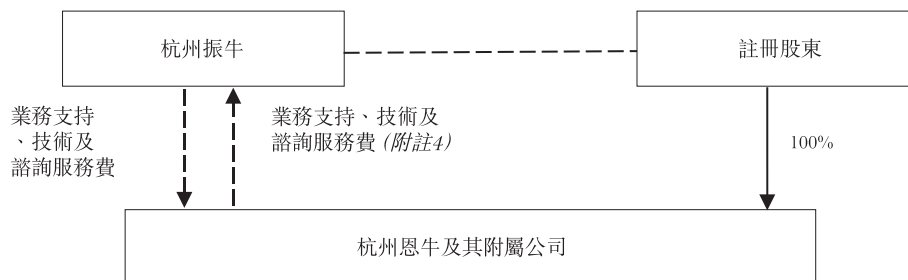 杭州振牛
註冊股東
業務支持
、技術及
諮詢服務費
業務支持、技術及
諮詢服務費(附註4)
100%
杭州恩牛及其附屬公司